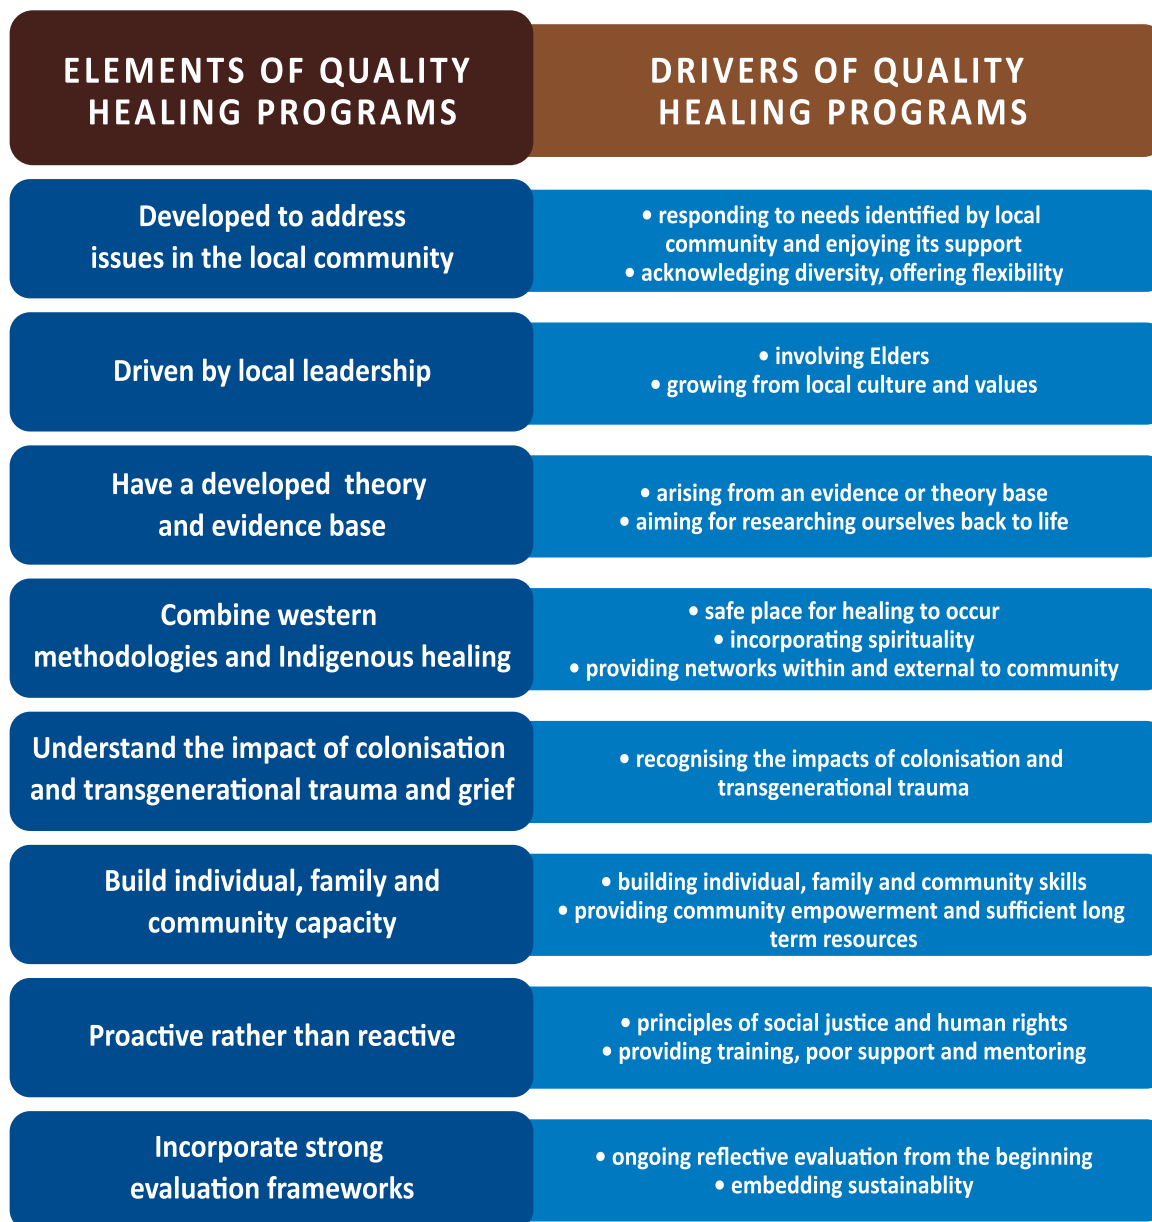 ELEMENTS OF QUALITY
HEALING PROGRAMS
DRIVERS OF QUALITY
HEALING PROGRAMS
Developed to address
issues in the local community
• responding to needs identified by local
community and enjoying its support
• acknowledging diversity, offering flexibility
Driven by local leadership
• involving Elders
• growing from local culture and values
Have a developed  theory
and evidence base
• arising from an evidence or theory base
• aiming for researching ourselves back to life
Combine western
methodologies and Indigenous healing
• safe place for healing to occur
• incorporating spirituality
• providing networks within and external to community
Understand the impact of colonisation
and transgenerational trauma and grief
• recognising the impacts of colonisation and
transgenerational trauma
Build individual, family and
community capacity
• building individual, family and community skills
• providing community empowerment and sufficient long
term resources
Proactive rather than reactive
• principles of social justice and human rights
• providing training, poor support and mentoring
Incorporate strong
evaluation frameworks
• ongoing reflective evaluation from the beginning
• embedding sustainablity